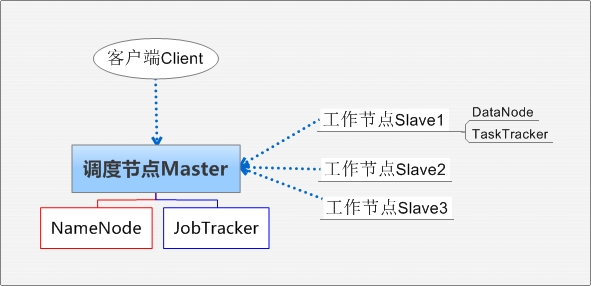 客户端Client
工作节点Slave1
DataNode
TaskTracker
调度节点Master
工作节点Slave2
工作节点Slave3
NameNode
JobTracker